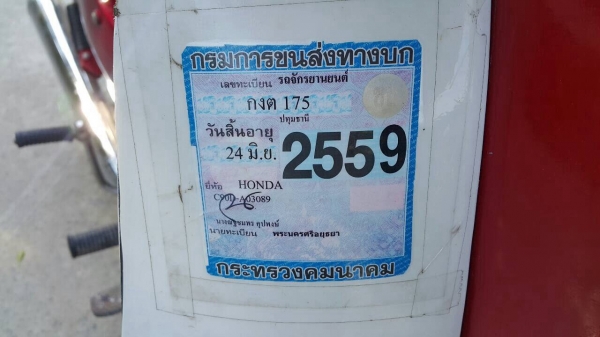 กรมการขนส่งทางบก
เลขทะเบียน รถจักรยานยนต์
กงต 175
ปทุมธานี
วันสิ้นอายุ
24 มิ.ย. 2559
ยี่ห้อ HONDA
C90D-A03089
นายทะเบียน พระนครศรีอยุธยา
กระทรวงคมนาคม